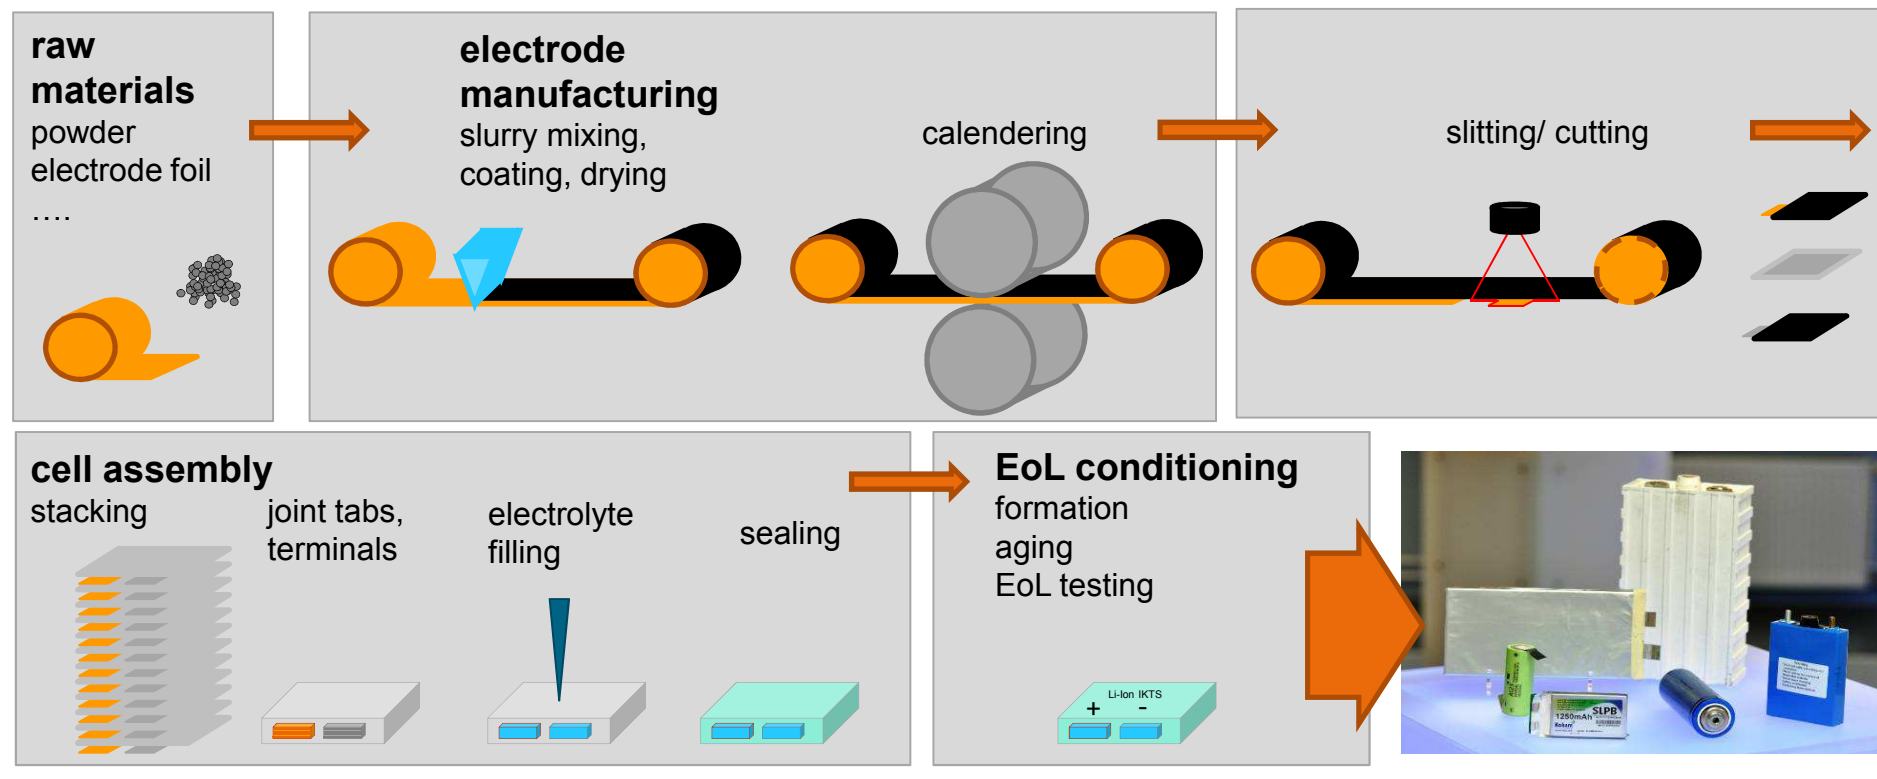 raw
materials
powder
electrode foil
....
electrode
manufacturing
slurry mixing,
coating, drying
calendering
slitting/ cutting
cell assembly
stacking
joint tabs,
terminals
electrolyte
filling
sealing
EoL conditioning
formation
aging
EoL testing
Li-Ion IKTS
+ -
SLPB
1250mAh
Kokam